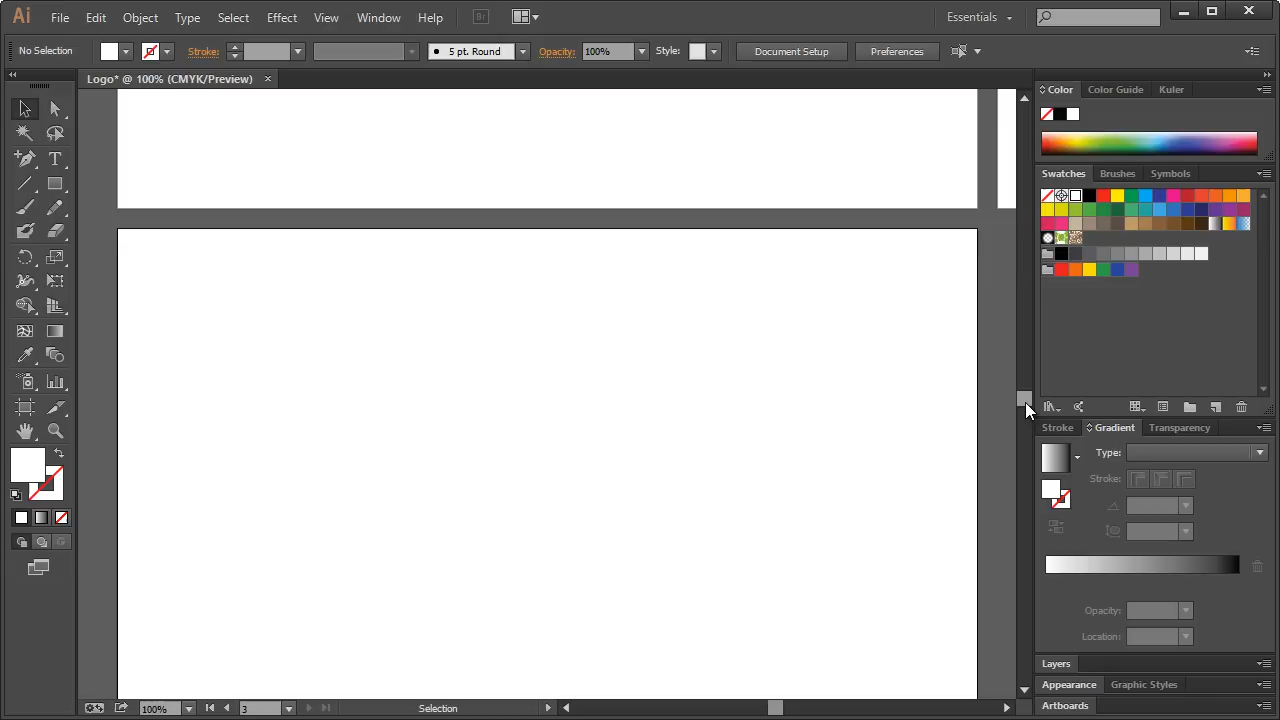 Ai File Edit Object Type Select Effect View Window Help Br Essentials
No Selection Stroke: 5 pt. Round Opacity: 100% Style: Document Setup Preferences
Logo* @ 100% (CMYK/Preview) ×
Color Color Guide Kuler
Swatches Brushes Symbols
T
Stroke Gradient Transparency
Type:
Stroke:
Opacity:
Location:
Layers
Appearance Graphic Styles
Artboards
100% 3 Selection